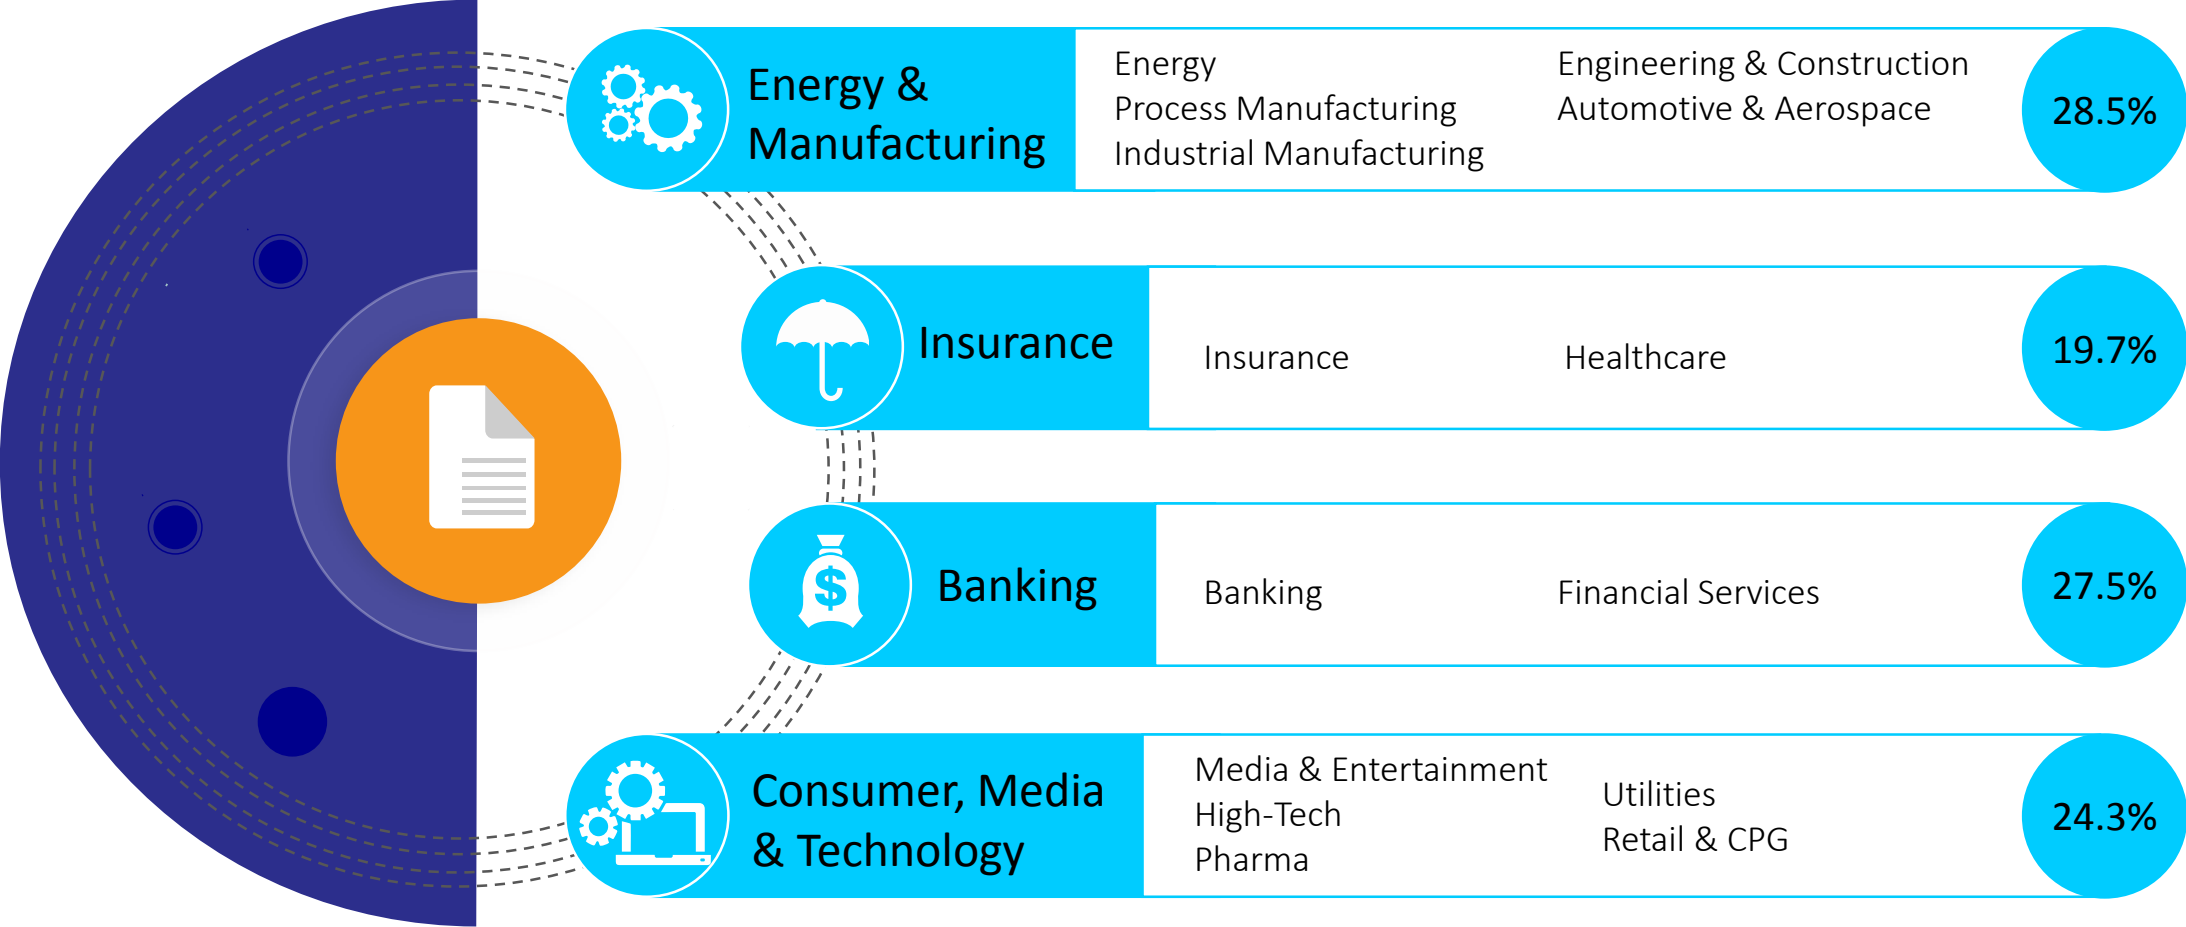 Energy &
Manufacturing
Energy
Process Manufacturing
Industrial Manufacturing
Engineering & Construction
Automotive & Aerospace
28.5%
Insurance
Insurance
Healthcare
19.7%
$
Banking
Banking
Financial Services
27.5%
Consumer, Media
& Technology
Media & Entertainment
High-Tech
Pharma
Utilities
Retail & CPG
24.3%